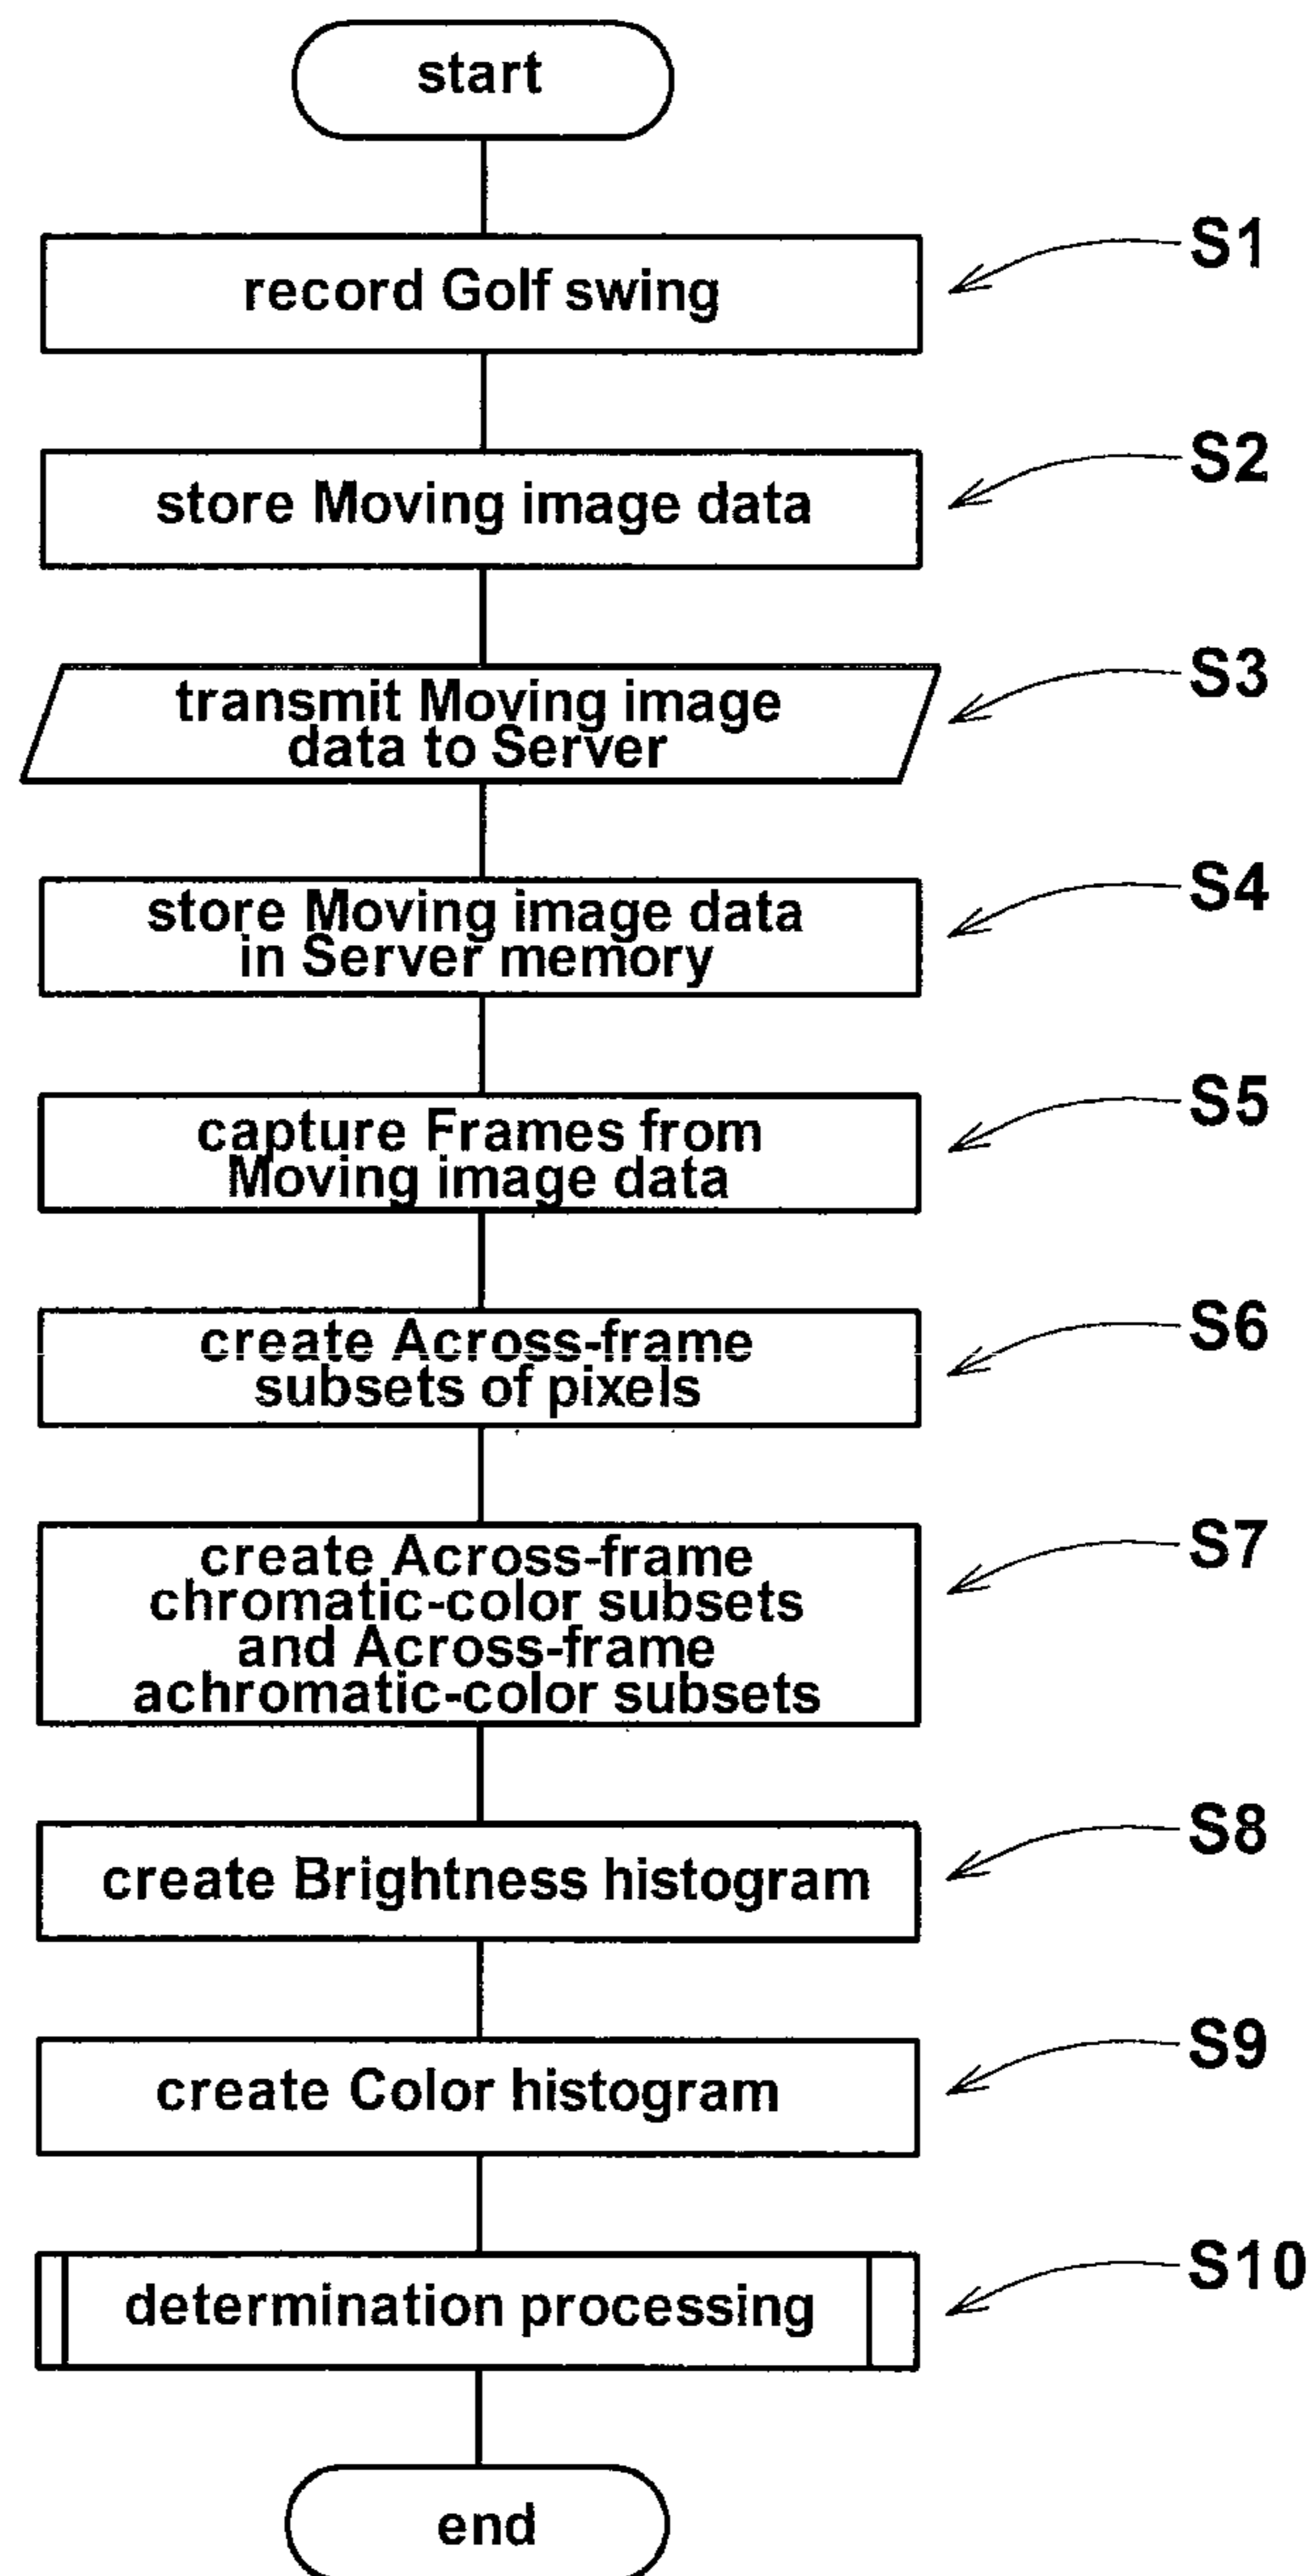 start
record Golf swing
S1
store Moving image data
S2
transmit Moving image
data to Server
S3
store Moving image data
in Server memory
S4
capture Frames from
Moving image data
S5
create Across-frame
subsets of pixels
S6
create Across-frame
chromatic-color subsets
and Across-frame
achromatic-color subsets
S7
create Brightness histogram
S8
create Color histogram
S9
determination processing
S10
end